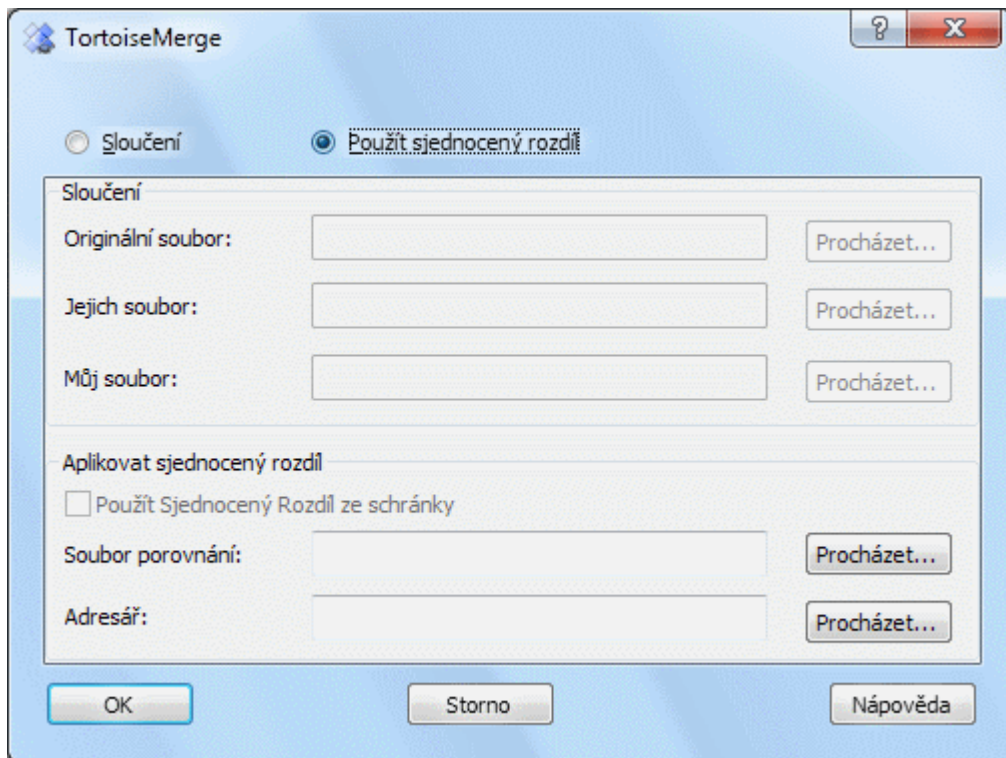 TortoiseMerge
Sloučení
Použít sjednocený rozdíl
Sloučení
Originální soubor:
Procházet...
Jejich soubor:
Procházet...
Můj soubor:
Procházet...
Aplikovat sjednocený rozdíl
Použít Sjednocený Rozdíl ze schránky
Soubor porovnání:
Procházet...
Adresář:
Procházet...
OK
Storno
Nápověda